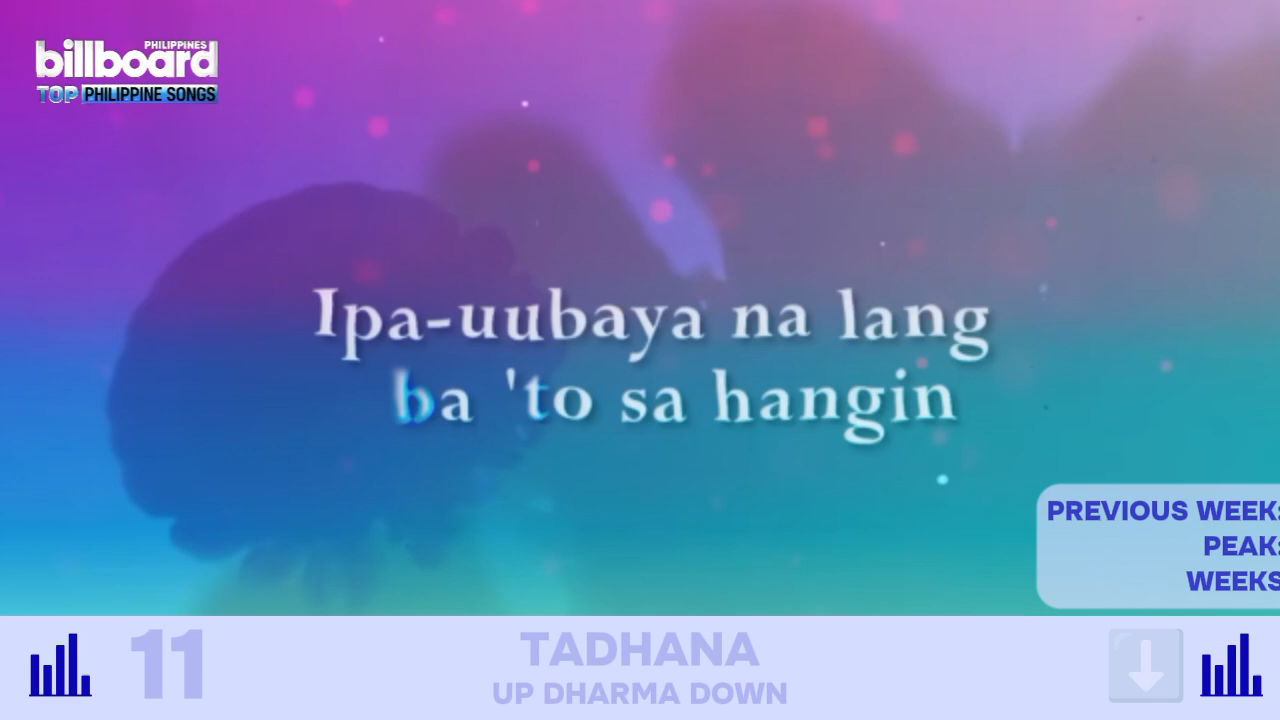 PHILIPPINES
billboard
TOP PHILIPPINE SONGS
Ipa-uubaya na lang
ba 'to sa hangin
PREVIOUS WEEK:
PEAK:
WEEKS
11
TADHANA
UP DHARMA DOWN